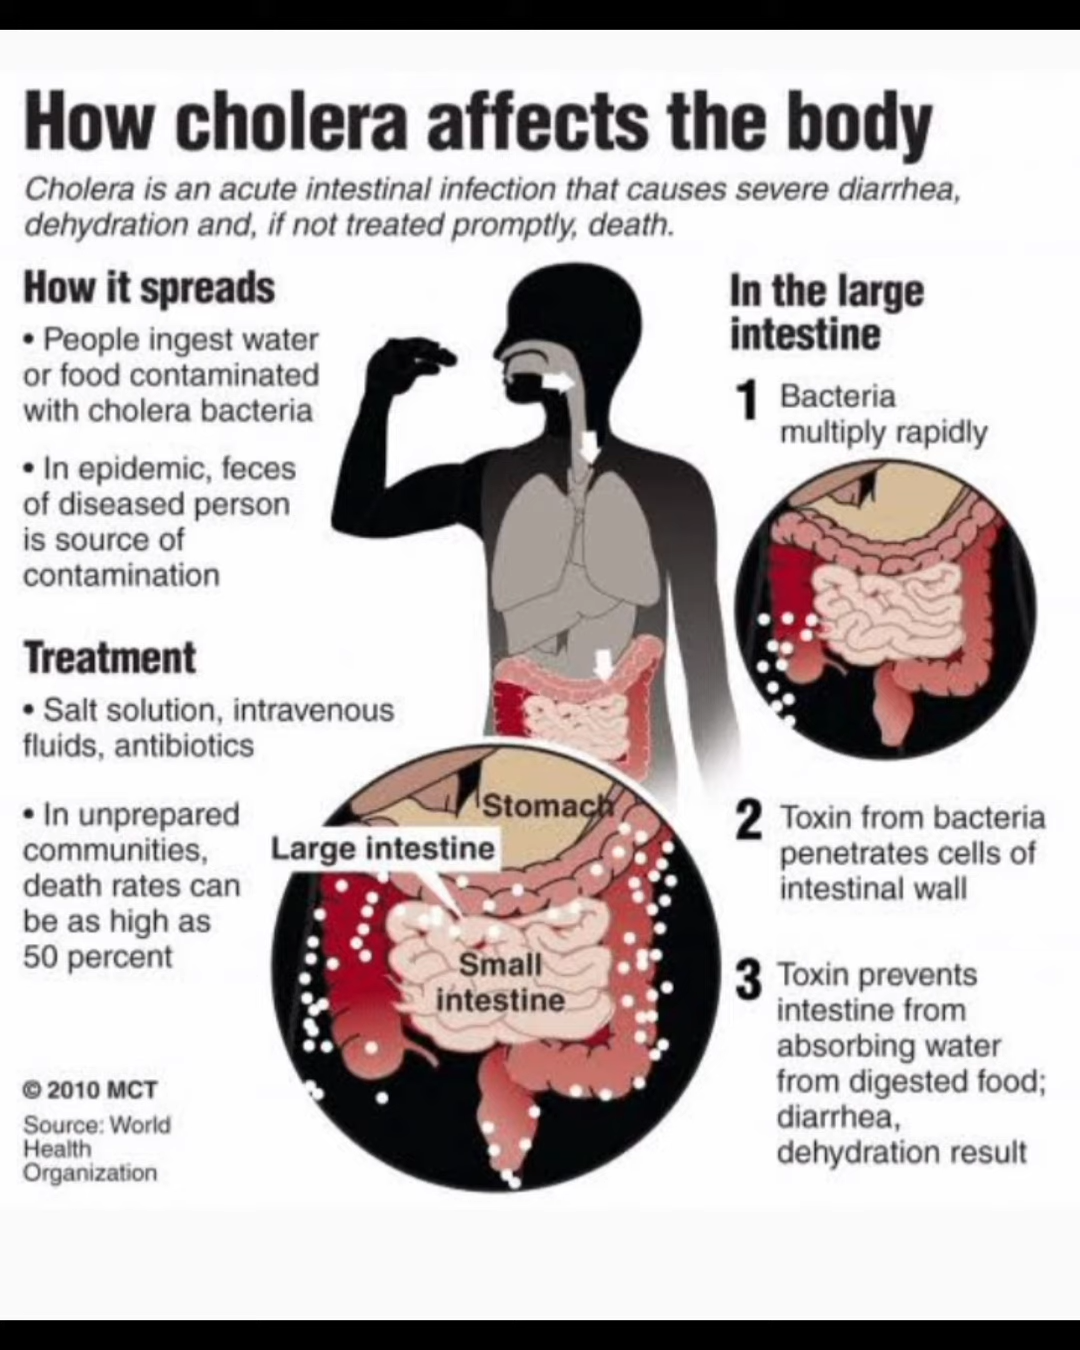 How cholera affects the body
Cholera is an acute intestinal infection that causes severe diarrhea,
dehydration and, if not treated promptly, death.
How it spreads
• People ingest water
or food contaminated
with cholera bacteria
• In epidemic, feces
of diseased person
is source of
contamination
Treatment
• Salt solution, intravenous
fluids, antibiotics
• In unprepared
communities,
death rates can
be as high as
50 percent
© 2010 MCT
Source: World
Health
Organization
Stomach
Large intestine
Small
intestine
In the large
intestine
1 Bacteria
multiply rapidly
2 Toxin from bacteria
penetrates cells of
intestinal wall
3 Toxin prevents
intestine from
absorbing water
from digested food;
diarrhea,
dehydration result